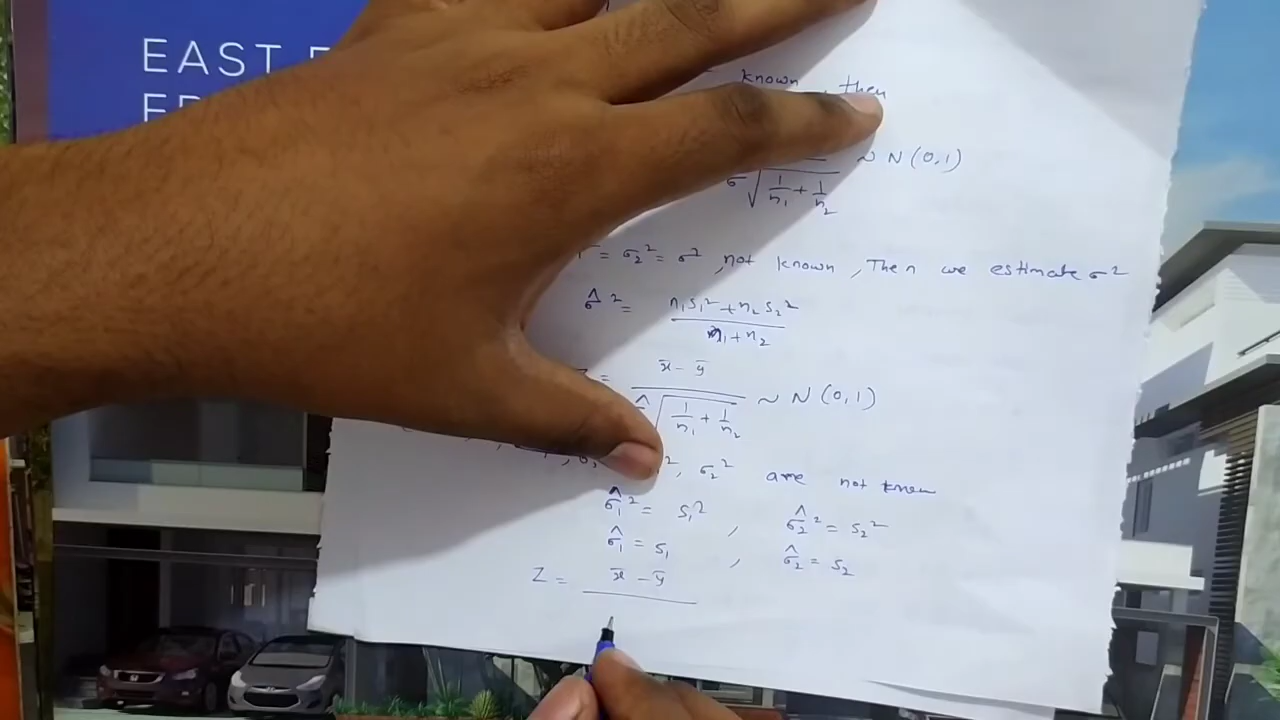 EAST
known, then
σ √ 1/n₁ + 1/n₂ ~ N(0,1)
= σ₂² = σ², not known, Then we estimate σ²
σ̂² = n₁s₁² + n₂s₂² / n₁ + n₂
= x̄ - ȳ / √ 1/n₁ + 1/n₂ ~ N(0,1)
², σ₂² are not know
σ̂₁² = s₁² , σ̂₂² = s₂²
σ̂₁ = s₁ , σ̂₂ = s₂
Z = x̄ - ȳ